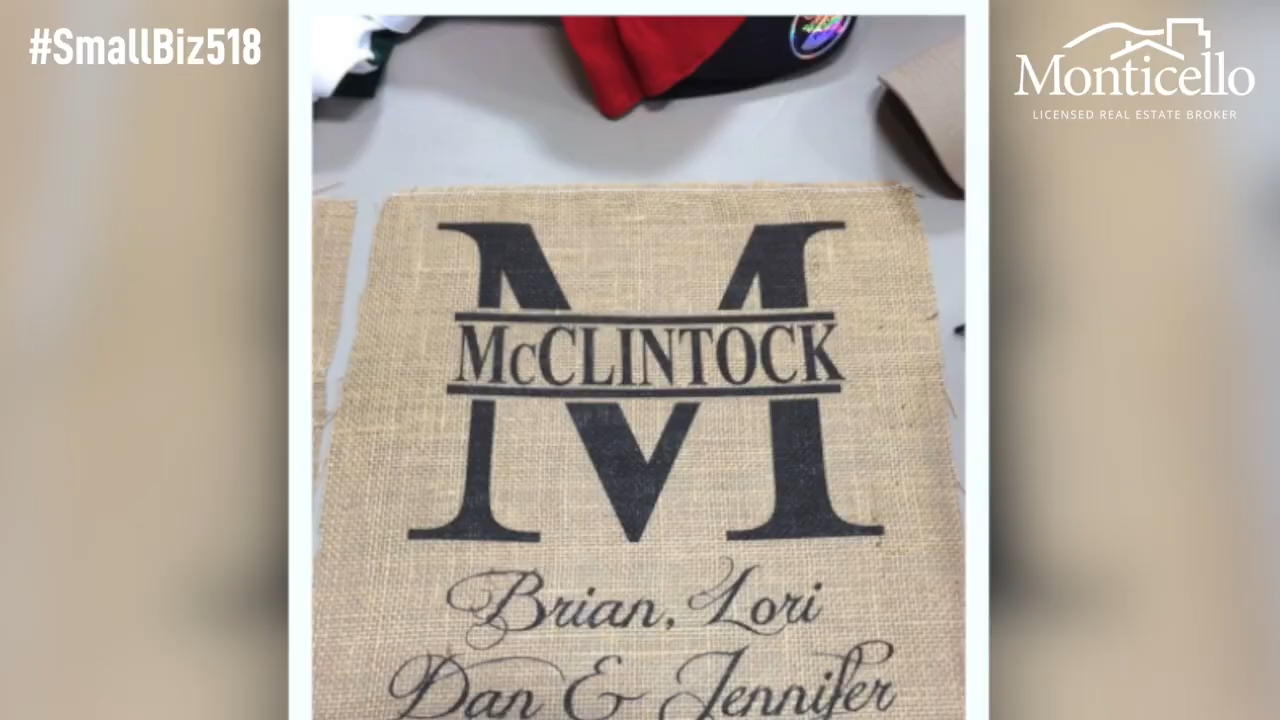 #SmallBiz518
Monticello
LICENSED REAL ESTATE BROKER
M
McCLINTOCK
Brian, Lori
Dan & Jennifer